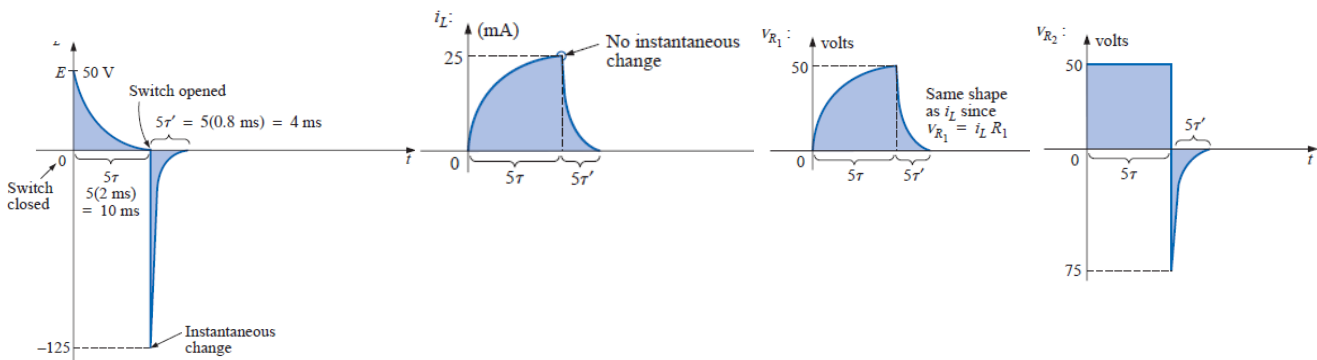 E
50 V
Switch opened
5τ′ = 5(0.8 ms) = 4 ms
0
t
Switch
closed
5τ
5(2 ms)
= 10 ms
–125
Instantaneous
change
i_L:
(mA)
25
No instantaneous
change
0
5τ
5τ′
v_R1 :
volts
50
Same shape
as i_L since
v_R1 = i_L R_1
0
5τ
5τ′
v_R2 :
volts
50
5τ′
0
t
5τ
75